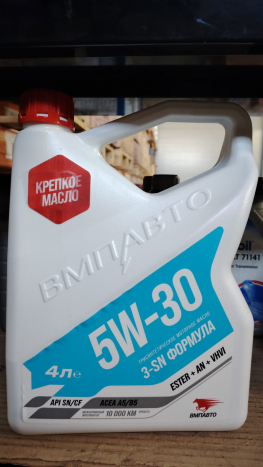 КРЕПКОЕ
МАСЛО
ВМПАВТО
5W-30
3-SN ФОРМУЛА
4 л е
ESTER + AN + VHVI
API SN/CF
ACEA A5/B5
10 000 КМ
ВМПАВТО
71141